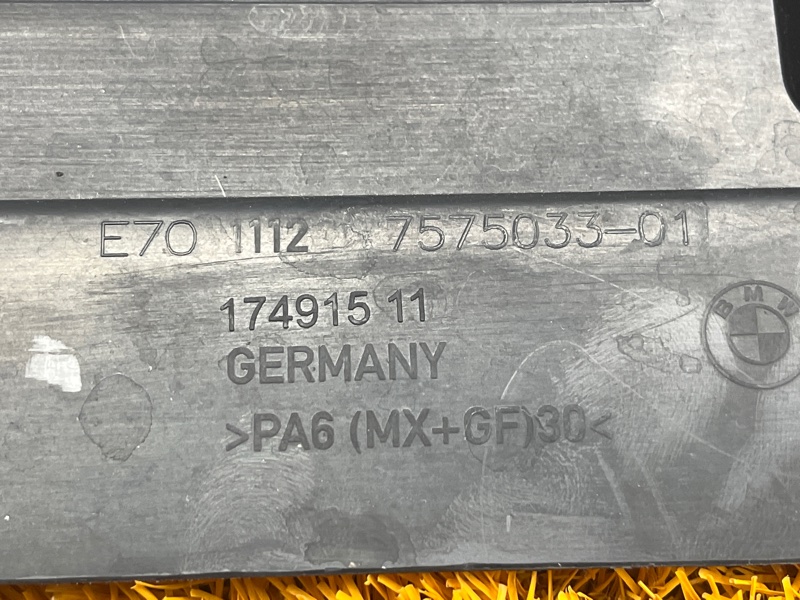 E70 1112 7575033-01
174915 11
GERMANY
>PA6 (MX+GF)30<
BMW